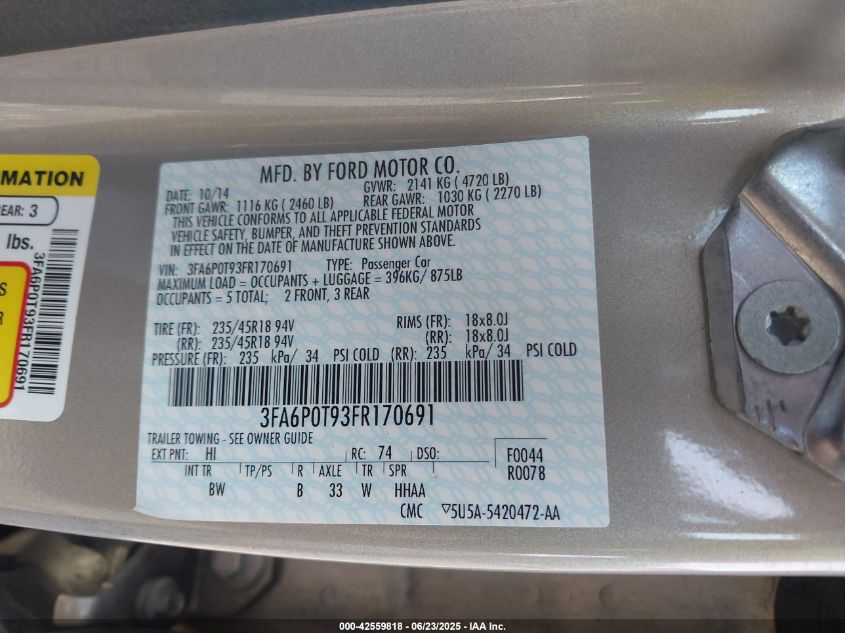 MATION
REAR: 3
lbs.
3FA6P0T93FR170691
MFD. BY FORD MOTOR CO.
DATE: 10/14 GVWR: 2141 KG ( 4720 LB)
FRONT GAWR: 1116 KG ( 2460 LB) REAR GAWR: 1030 KG ( 2270 LB)
THIS VEHICLE CONFORMS TO ALL APPLICABLE FEDERAL MOTOR
VEHICLE SAFETY, BUMPER, AND THEFT PREVENTION STANDARDS
IN EFFECT ON THE DATE OF MANUFACTURE SHOWN ABOVE.
VIN: 3FA6P0T93FR170691 TYPE: Passenger Car
MAXIMUM LOAD = OCCUPANTS + LUGGAGE = 396KG/ 875LB
OCCUPANTS = 5 TOTAL; 2 FRONT, 3 REAR
TIRE (FR): 235/45R18 94V RIMS (FR): 18x8.0J
(RR): 235/45R18 94V (RR): 18x8.0J
PRESSURE (FR): 235 kPa/ 34 PSI COLD (RR): 235 kPa/ 34 PSI COLD
3FA6P0T93FR170691
TRAILER TOWING - SEE OWNER GUIDE
EXT PNT: HI RC: 74 DSO: F0044
INT TR TP/PS R AXLE TR SPR R0078
BW B 33 W HHAA
CMC ▽5U5A-5420472-AA
000-42559818 - 06/23/2025 - IAA Inc.